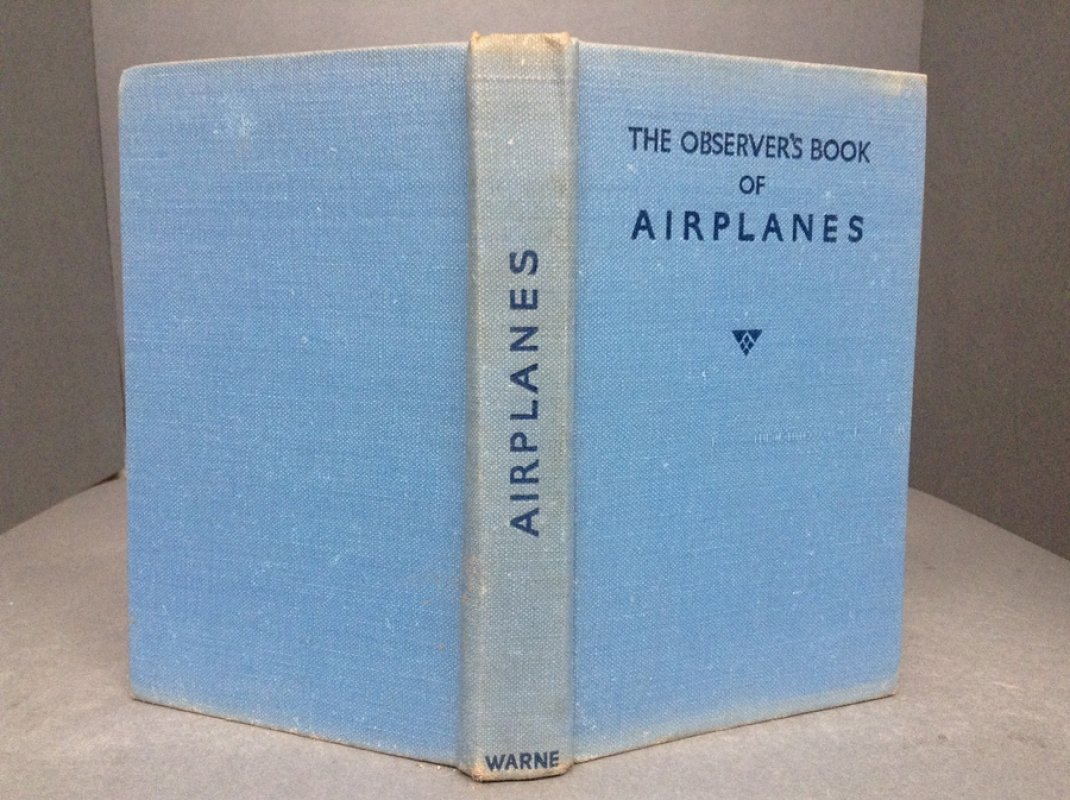 AIRPLANES
WARNE
THE OBSERVER'S BOOK
OF
AIRPLANES